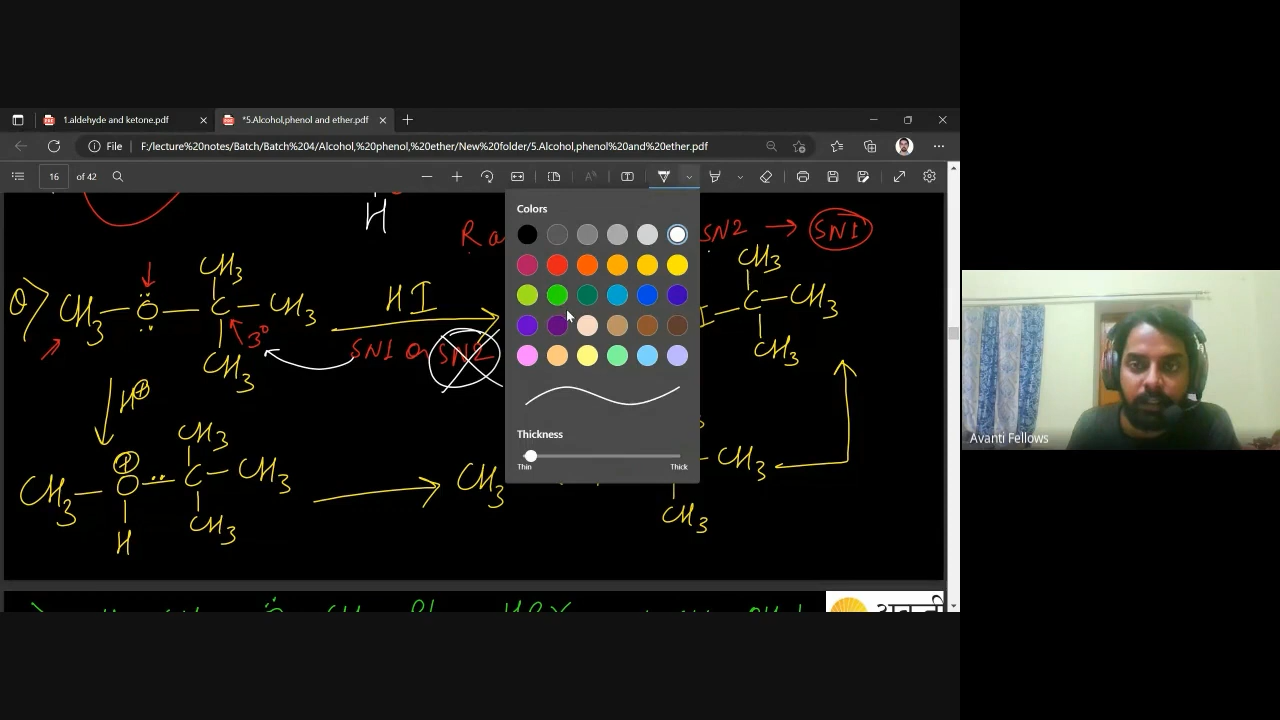 1.aldehyde and ketone.pdf
*5.Alcohol,phenol and ether.pdf
File
F:/lecture%20notes/Batch/Batch%204/Alcohol,%20phenol,%20ether/New%20folder/5.Alcohol,phenol%20and%20ether.pdf
16 of 42
Colors
Thickness
Thin Thick
H
R SN2 → SN1
Q) CH3 — O — C — CH3
CH3
CH3
3°
HI
SN1 or SN2
I — C — CH3
CH3
CH3
H⊕
CH3 — O — C — CH3
⊕
H
CH3
CH3
CH3
CH3
CH3
Avanti Fellows